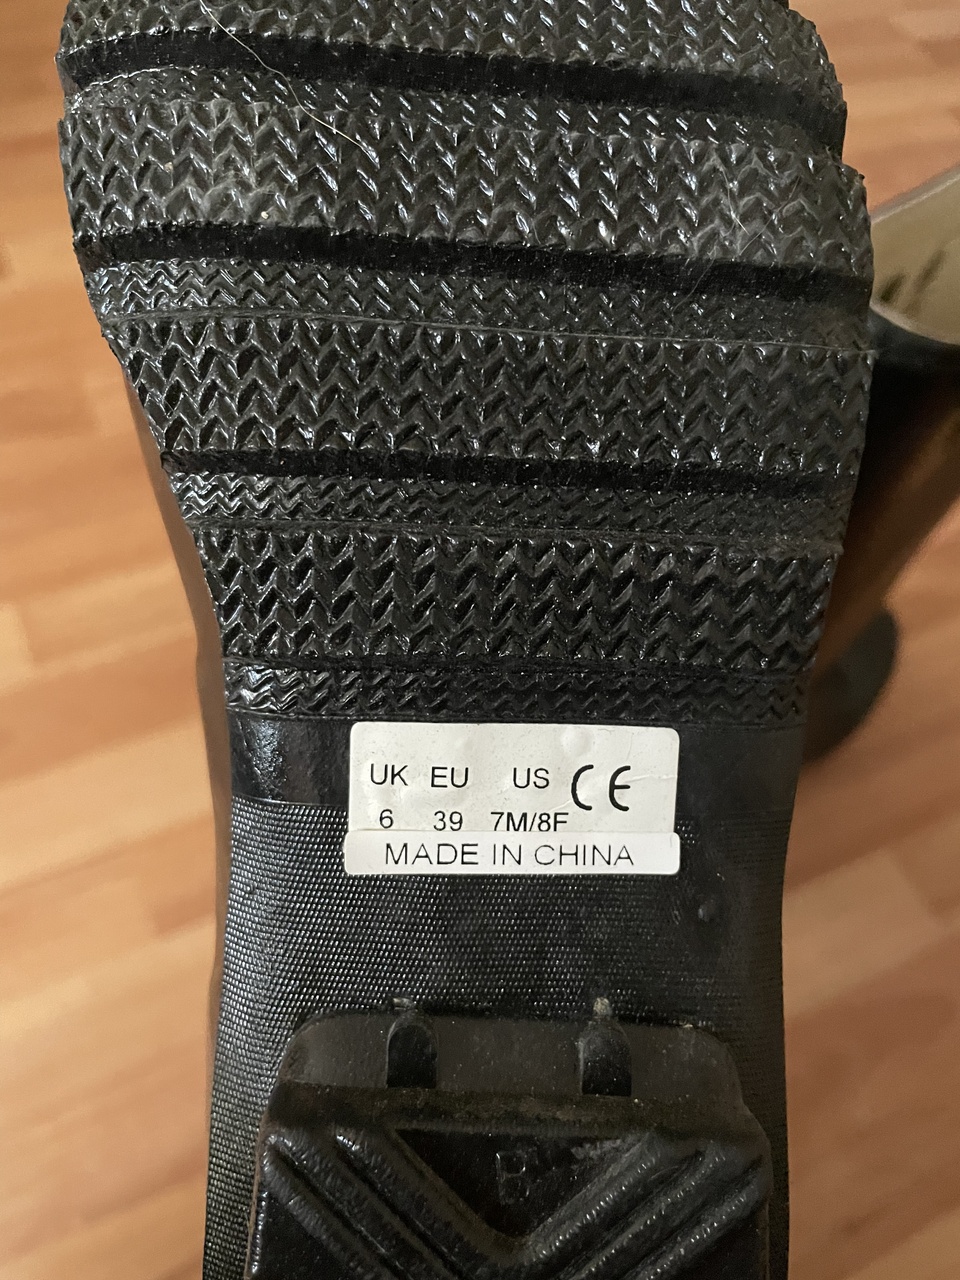 UK EU US CE
6 39 7M/8F
MADE IN CHINA